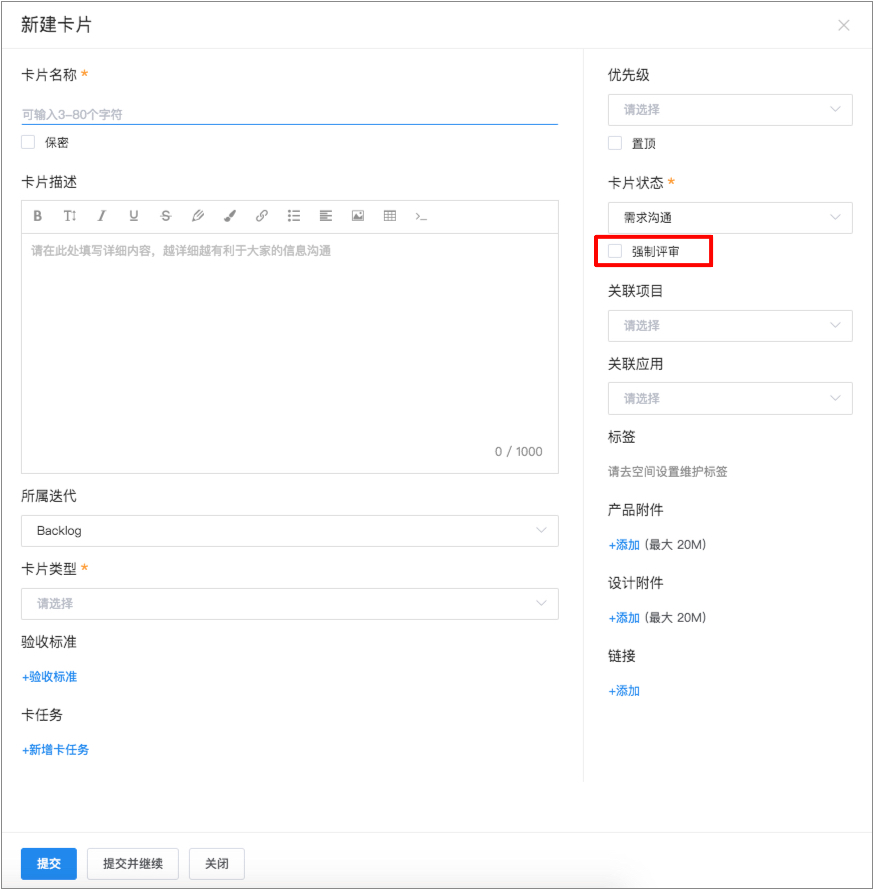 新建卡片
卡片名称 *
可输入3-80个字符
保密
卡片描述
B T I U S
请在此处填写详细内容，越详细越有利于大家的信息沟通
0 / 1000
所属迭代
Backlog
卡片类型 *
请选择
验收标准
+验收标准
卡任务
+新增卡任务
优先级
请选择
置顶
卡片状态 *
需求沟通
强制评审
关联项目
请选择
关联应用
请选择
标签
请去空间设置维护标签
产品附件
+添加 (最大 20M)
设计附件
+添加 (最大 20M)
链接
+添加
提交 提交并继续 关闭